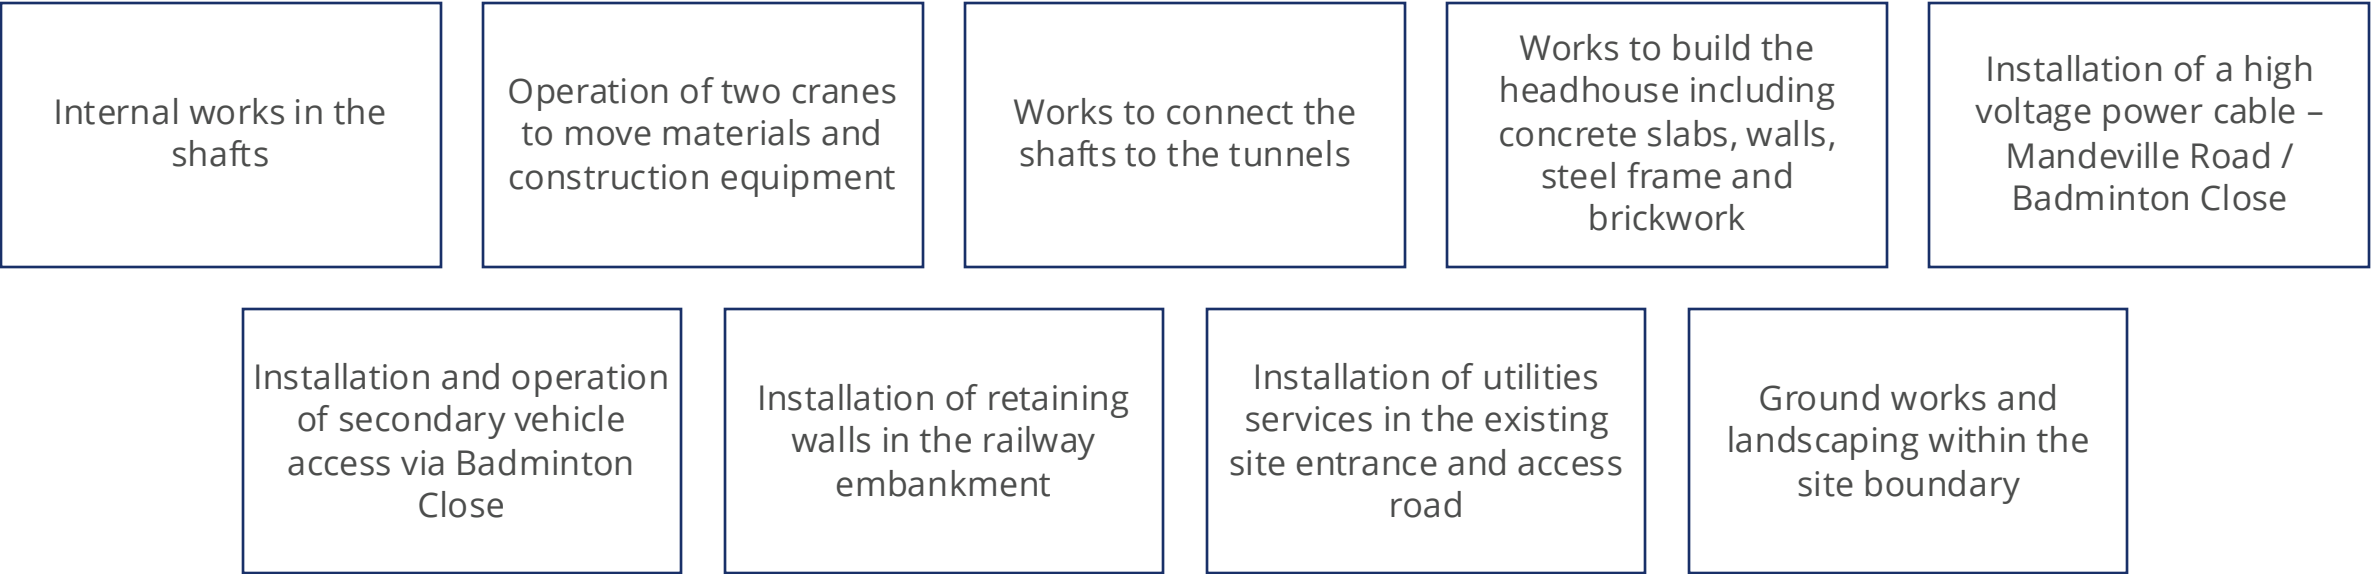 Internal works in the
shafts
Operation of two cranes
to move materials and
construction equipment
Works to connect the
shafts to the tunnels
Works to build the
headhouse including
concrete slabs, walls,
steel frame and
brickwork
Installation of a high
voltage power cable –
Mandeville Road /
Badminton Close
Installation and operation
of secondary vehicle
access via Badminton
Close
Installation of retaining
walls in the railway
embankment
Installation of utilities
services in the existing
site entrance and access
road
Ground works and
landscaping within the
site boundary